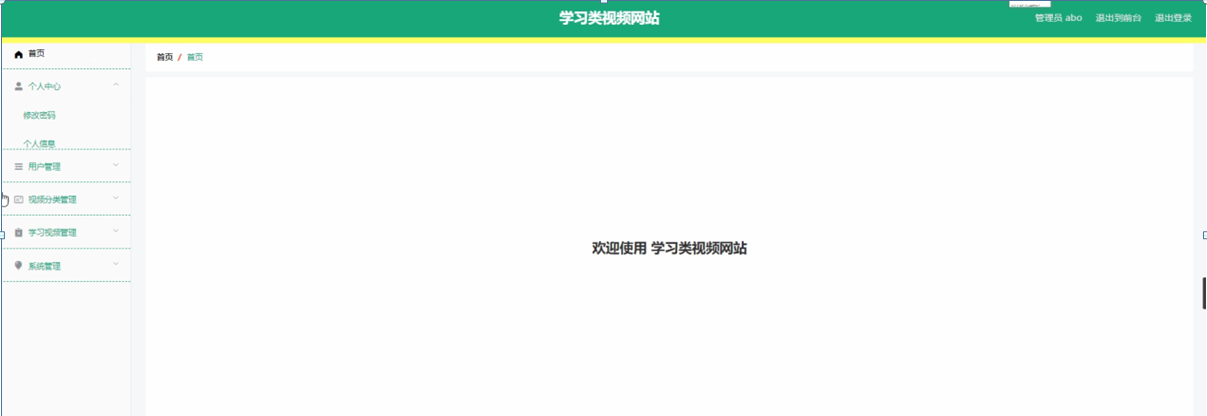 学习类视频网站
管理员 abo 退出到前台 退出登录
首页
首页 / 首页
个人中心
修改密码
个人信息
用户管理
视频分类管理
学习视频管理
系统管理
欢迎使用 学习类视频网站